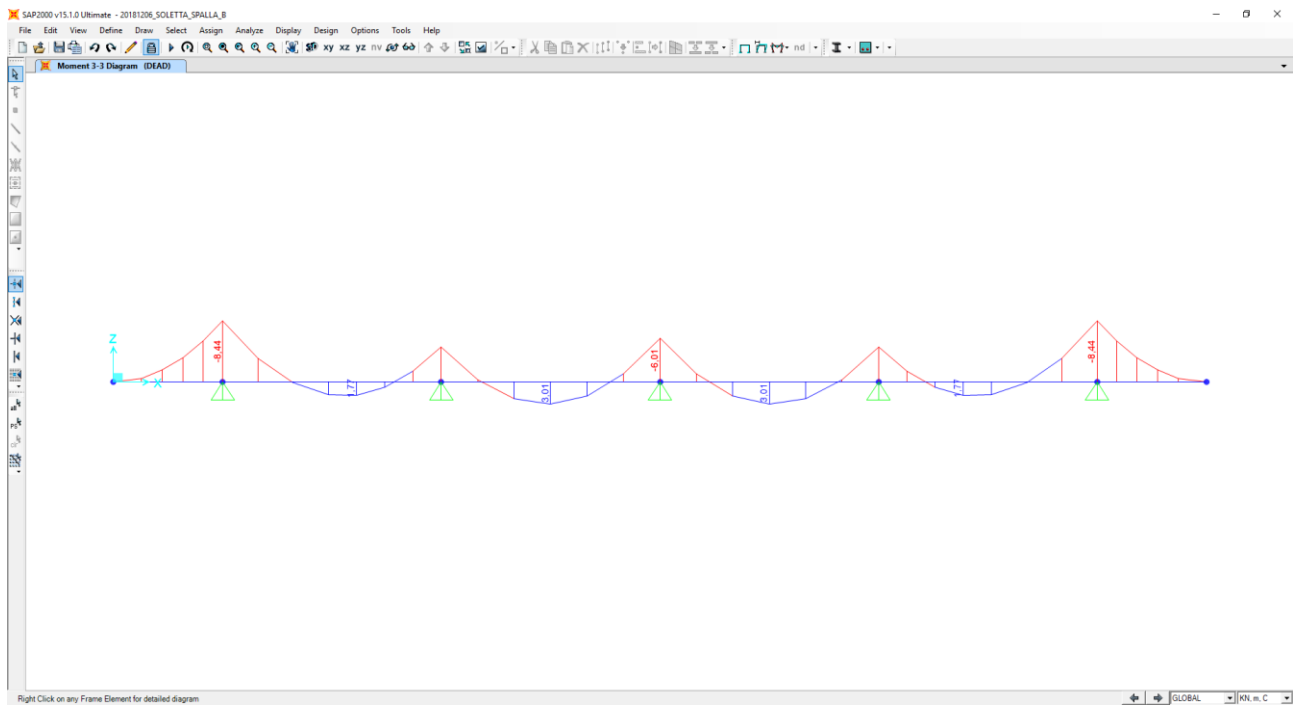 SAP2000 v15.1.0 Ultimate - 20181206_SOLETTA_SPALLA_B
File Edit View Define Draw Select Assign Analyze Display Design Options Tools Help
xy xz yz nv nd
Moment 3-3 Diagram (DEAD)
Z
X
-8,44
1,77
3,01
-6,01
3,01
1,77
-8,44
Right Click on any Frame Element for detailed diagram
GLOBAL
KN, m, C